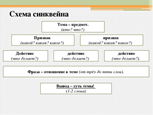 Схема синквейна
Тема – предмет.
(кто? что?)
Признак
(какой? какая? какое?)
признак
(какой? какая? какое?)
Действие
(что делает?)
действие
(что делает?)
действие
(что делает?)
Фраза – отношение к теме (от трёх до пяти слов).
Вывод – суть темы!
(1-2 слова)